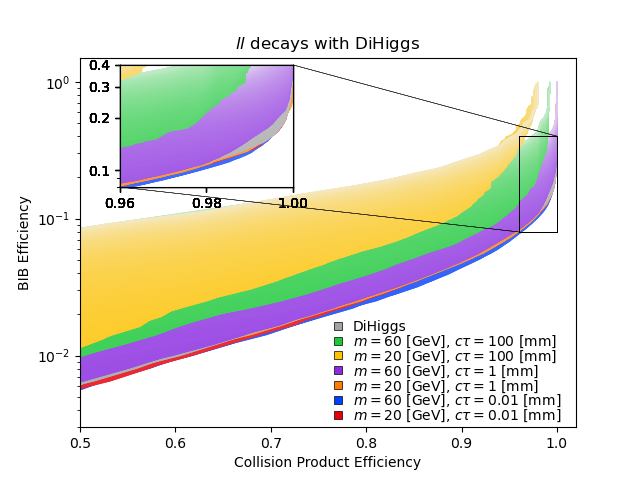 ll decays with DiHiggs
BIB Efficiency
10⁰
10⁻¹
10⁻²
0.4
0.3
0.2
0.1
0.96
0.98
1.00
DiHiggs
m = 60 [GeV], cτ = 100 [mm]
m = 20 [GeV], cτ = 100 [mm]
m = 60 [GeV], cτ = 1 [mm]
m = 20 [GeV], cτ = 1 [mm]
m = 60 [GeV], cτ = 0.01 [mm]
m = 20 [GeV], cτ = 0.01 [mm]
0.5
0.6
0.7
0.8
0.9
1.0
Collision Product Efficiency